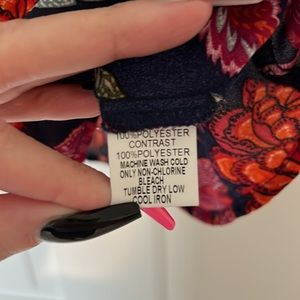 100%POLYESTER
CONTRAST
100%POLYESTER
MACHINE WASH COLD
ONLY NON-CHLORINE
BLEACH
TUMBLE DRY LOW
COOL IRON